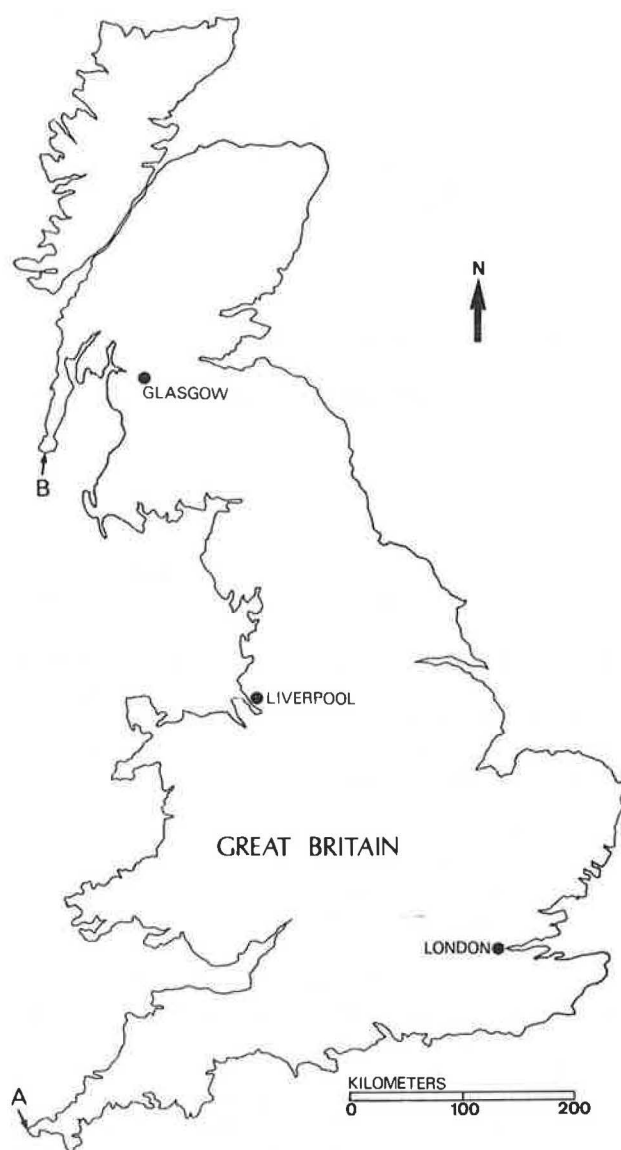 N
GLASGOW
B
LIVERPOOL
GREAT BRITAIN
LONDON
A
KILOMETERS
0 100 200